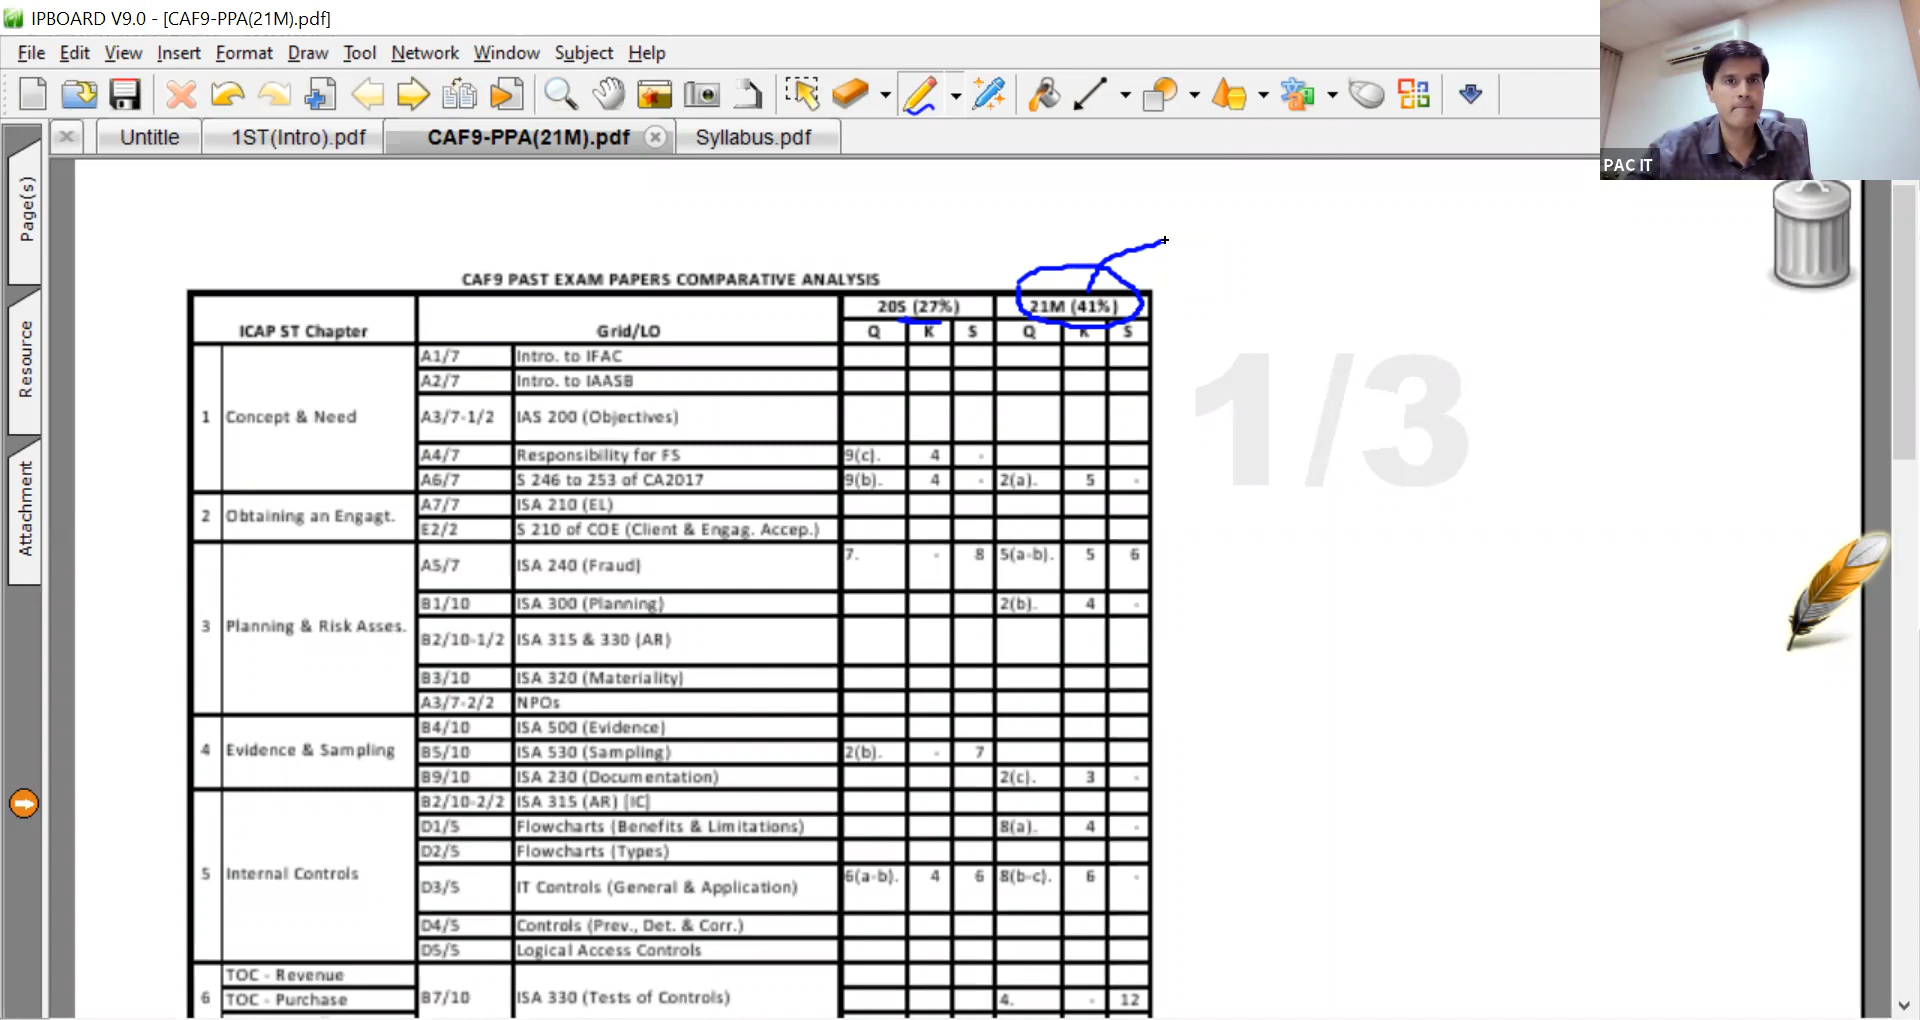 IPBOARD V9.0 - [CAF9-PPA(21M).pdf]
File Edit View Insert Format Draw Tool Network Window Subject Help
Untitle 1ST(Intro).pdf CAF9-PPA(21M).pdf Syllabus.pdf
PAC IT
Page(s)
Resource
Attachment
1/3
CAF9 PAST EXAM PAPERS COMPARATIVE ANALYSIS
ICAP ST Chapter Grid/LO 20S (27%) 21M (41%)
Q K S Q K S
1 Concept & Need
A1/7 Intro. to IFAC
A2/7 Intro. to IAASB
A3/7-1/2 IAS 200 (Objectives)
A4/7 Responsibility for FS 9(c). 4 -
A6/7 S 246 to 253 of CA2017 9(b). 4 - 2(a). 5 -
2 Obtaining an Engagt.
A7/7 ISA 210 (EL)
E2/2 S 210 of COE (Client & Engag. Accep.)
3 Planning & Risk Asses.
A5/7 ISA 240 (Fraud) 7. - 8 5(a-b). 5 6
B1/10 ISA 300 (Planning) 2(b). 4 -
B2/10-1/2 ISA 315 & 330 (AR)
B3/10 ISA 320 (Materiality)
A3/7-2/2 NPOs
4 Evidence & Sampling
B4/10 ISA 500 (Evidence)
B5/10 ISA 530 (Sampling) 2(b). - 7
B9/10 ISA 230 (Documentation) 2(c). 3 -
5 Internal Controls
B2/10-2/2 ISA 315 (AR) [IC]
D1/5 Flowcharts (Benefits & Limitations) 8(a). 4 -
D2/5 Flowcharts (Types)
D3/5 IT Controls (General & Application) 6(a-b). 4 6 8(b-c). 6 -
D4/5 Controls (Prev., Det. & Corr.)
D5/5 Logical Access Controls
6 TOC - Revenue
TOC - Purchase B7/10 ISA 330 (Tests of Controls) 4. - 12